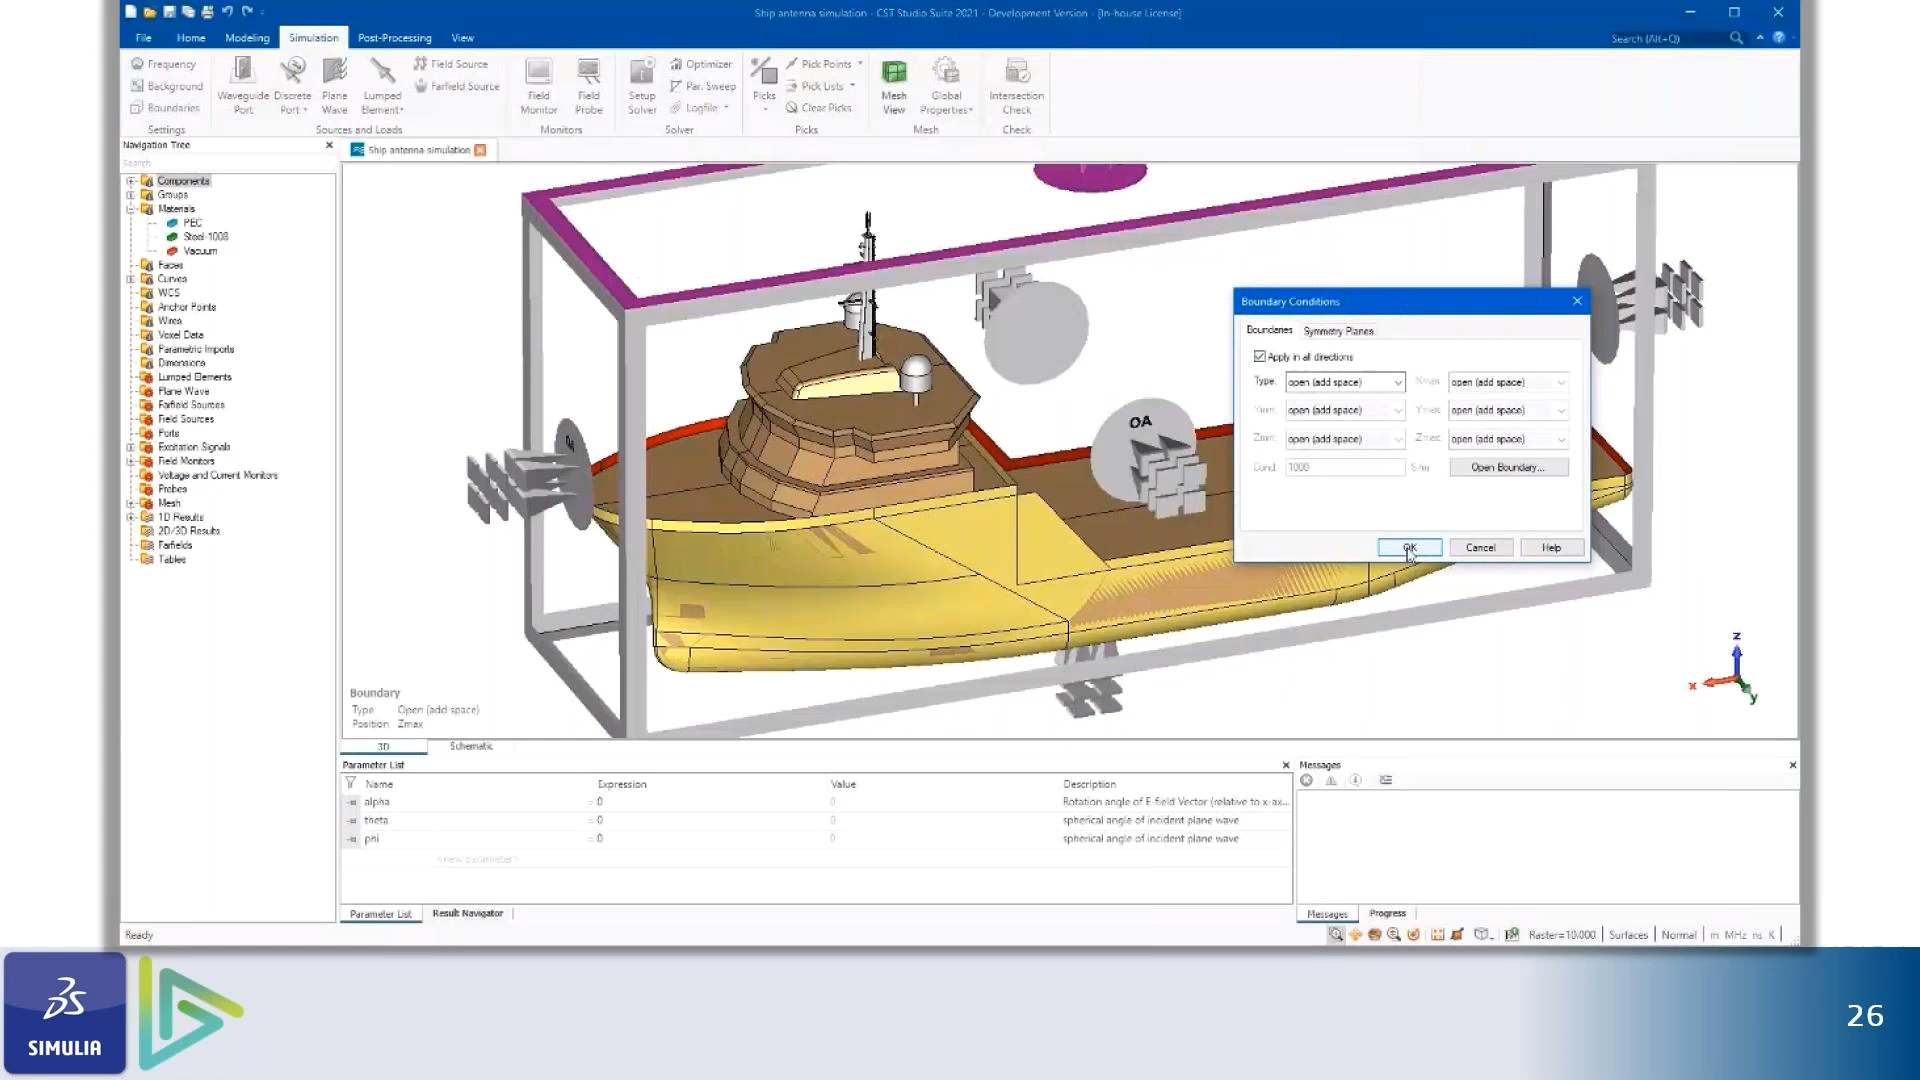 Ship antenna simulation - CST Studio Suite 2021 - Development Version - [In-house License]
File Home Modeling Simulation Post-Processing View
Search (Alt+Q)
Frequency
Background
Boundaries
Settings
Waveguide Port
Discrete Port
Plane Wave
Lumped Element
Field Source
Farfield Source
Sources and Loads
Field Monitor
Field Probe
Monitors
Setup Solver
Optimizer
Par. Sweep
Logfile
Solver
Picks
Pick Points
Pick Lists
Clear Picks
Picks
Mesh View
Global Properties
Mesh
Intersection Check
Check
Navigation Tree
Search
Components
Groups
Materials
PEC
Steel-1008
Vacuum
Faces
Curves
WCS
Anchor Points
Wires
Voxel Data
Parametric Imports
Dimensions
Lumped Elements
Plane Wave
Farfield Sources
Field Sources
Ports
Excitation Signals
Field Monitors
Voltage and Current Monitors
Probes
Mesh
1D Results
2D/3D Results
Farfields
Tables
Ship antenna simulation
OA
Boundary Conditions
Boundaries Symmetry Planes
Apply in all directions
Type: open (add space) Xmax: open (add space)
Ymin: open (add space) Ymax: open (add space)
Zmin: open (add space) Zmax: open (add space)
Cond. 1000 S/m Open Boundary...
OK Cancel Help
z
x
y
Boundary
Type Open (add space)
Position Zmax
3D Schematic
Parameter List
Name Expression Value Description
alpha = 0 0 Rotation angle of E-field Vector (relative to x-ax...
theta = 0 0 spherical angle of incident plane wave
phi = 0 0 spherical angle of incident plane wave
<new parameter>
Parameter List Result Navigator
Messages
Messages Progress
Ready
Raster=10.000 Surfaces Normal m MHz ns K
SIMULIA
26